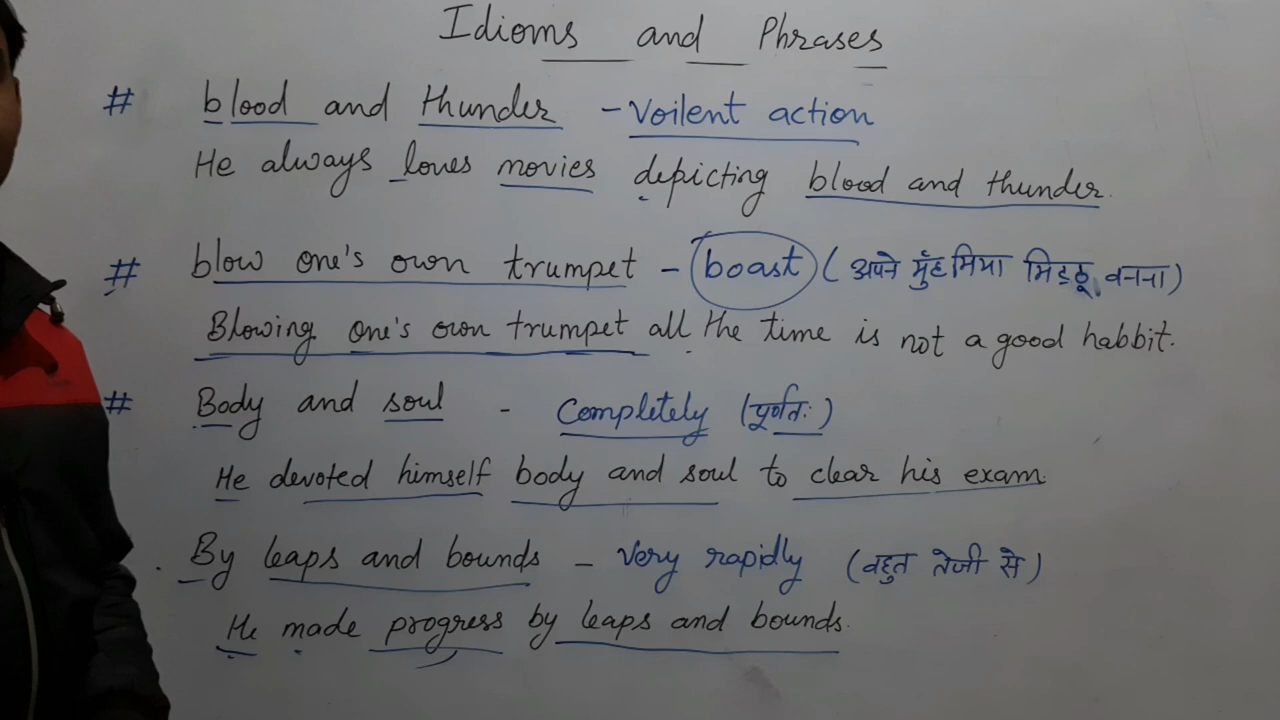 Idioms and Phrases
# blood and thunder - Voilent action
He always loves movies depicting blood and thunder.
# blow one's own trumpet - boast (अपने मुँह मिया मिठ्ठू बनना)
Blowing one's own trumpet all the time is not a good habbit.
# Body and soul - Completely (पूर्णतः)
He devoted himself body and soul to clear his exam.
. By leaps and bounds - Very rapidly (बहुत तेजी से)
He made progress by leaps and bounds.